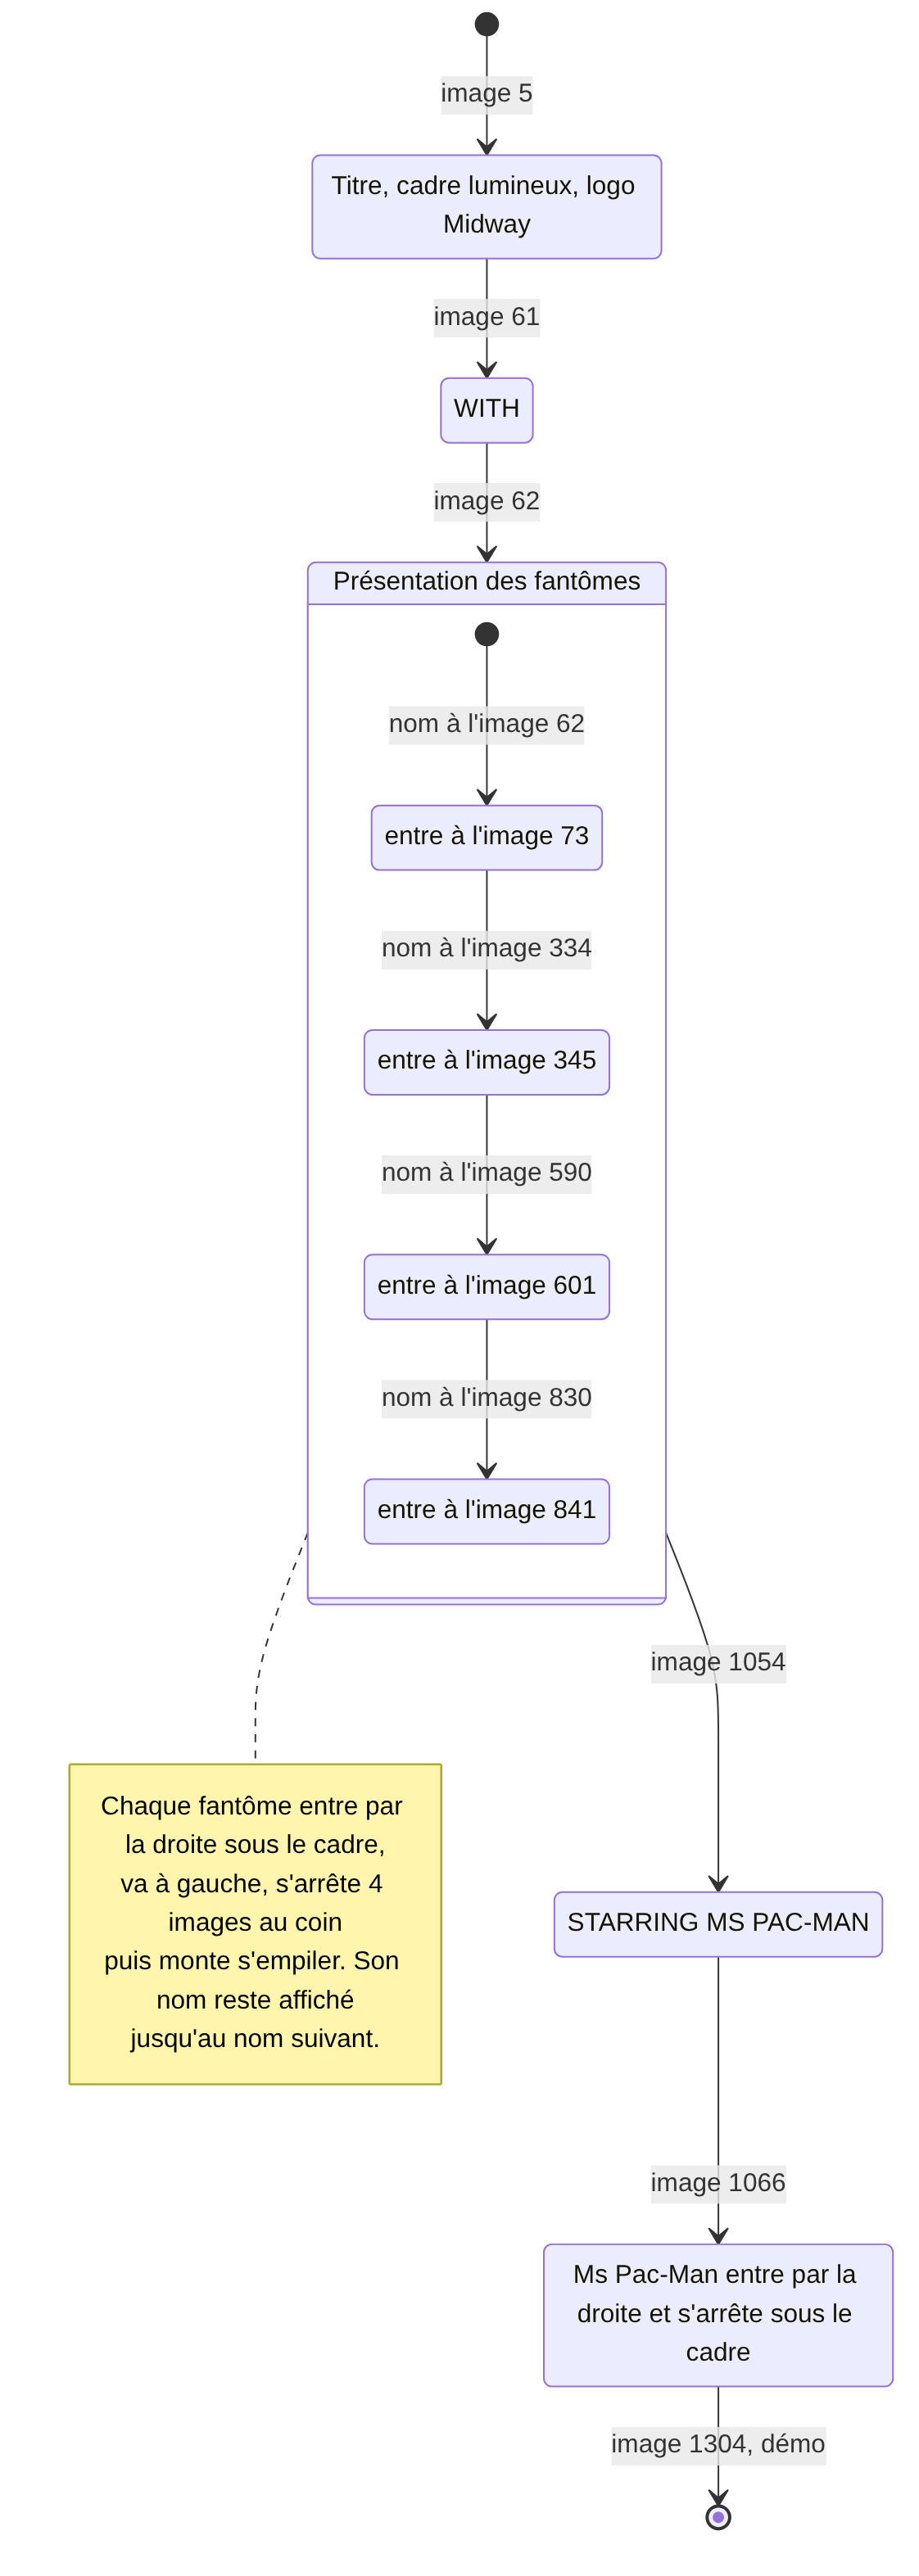 image 5
Titre, cadre lumineux, logo
Midway
image 61
WITH
image 62
Présentation des fantômes
nom à l'image 62
entre à l'image 73
nom à l'image 334
entre à l'image 345
nom à l'image 590
entre à l'image 601
nom à l'image 830
entre à l'image 841
image 1054
Chaque fantôme entre par
la droite sous le cadre,
va à gauche, s'arrête 4
images au coin
puis monte s'empiler. Son
nom reste affiché
jusqu'au nom suivant.
STARRING MS PAC-MAN
image 1066
Ms Pac-Man entre par la
droite et s'arrête sous le
cadre
image 1304, démo